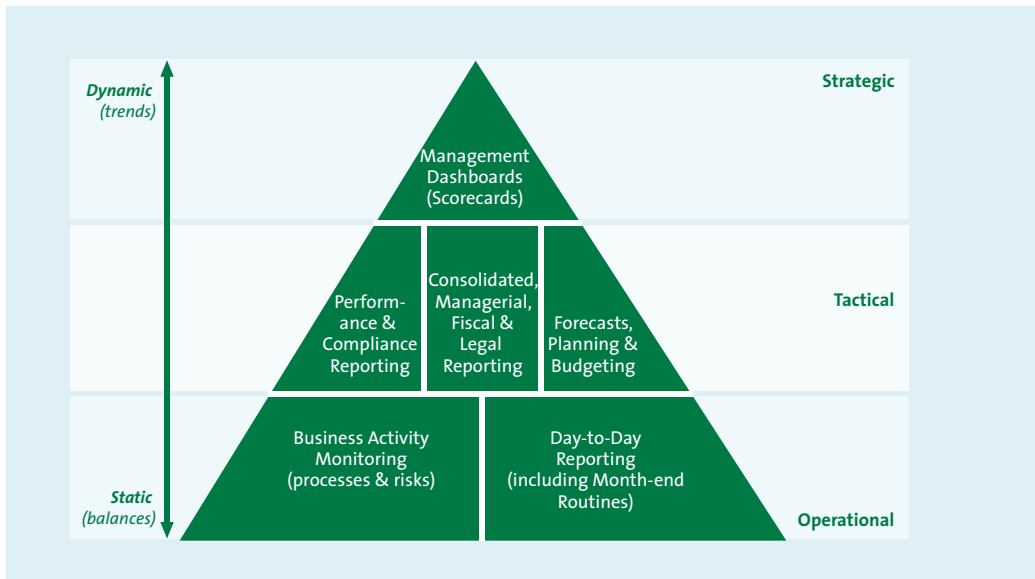 Dynamic
(trends)
Strategic
Management
Dashboards
(Scorecards)
Perform-
ance &
Compliance
Reporting
Consolidated,
Managerial,
Fiscal &
Legal
Reporting
Forecasts,
Planning &
Budgeting
Tactical
Business Activity
Monitoring
(processes & risks)
Day-to-Day
Reporting
(including Month-end
Routines)
Static
(balances)
Operational